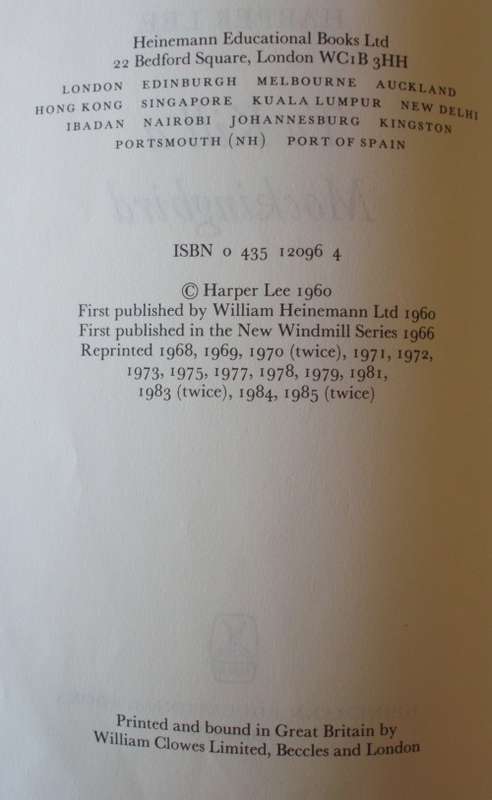 Heinemann Educational Books Ltd
22 Bedford Square, London WC1B 3HH
LONDON EDINBURGH MELBOURNE AUCKLAND
HONG KONG SINGAPORE KUALA LUMPUR NEW DELHI
IBADAN NAIROBI JOHANNESBURG KINGSTON
PORTSMOUTH (NH) PORT OF SPAIN
Mockingbird
ISBN 0 435 12096 4
© Harper Lee 1960
First published by William Heinemann Ltd 1960
First published in the New Windmill Series 1966
Reprinted 1968, 1969, 1970 (twice), 1971, 1972,
1973, 1975, 1977, 1978, 1979, 1981,
1983 (twice), 1984, 1985 (twice)
Printed and bound in Great Britain by
William Clowes Limited, Beccles and London